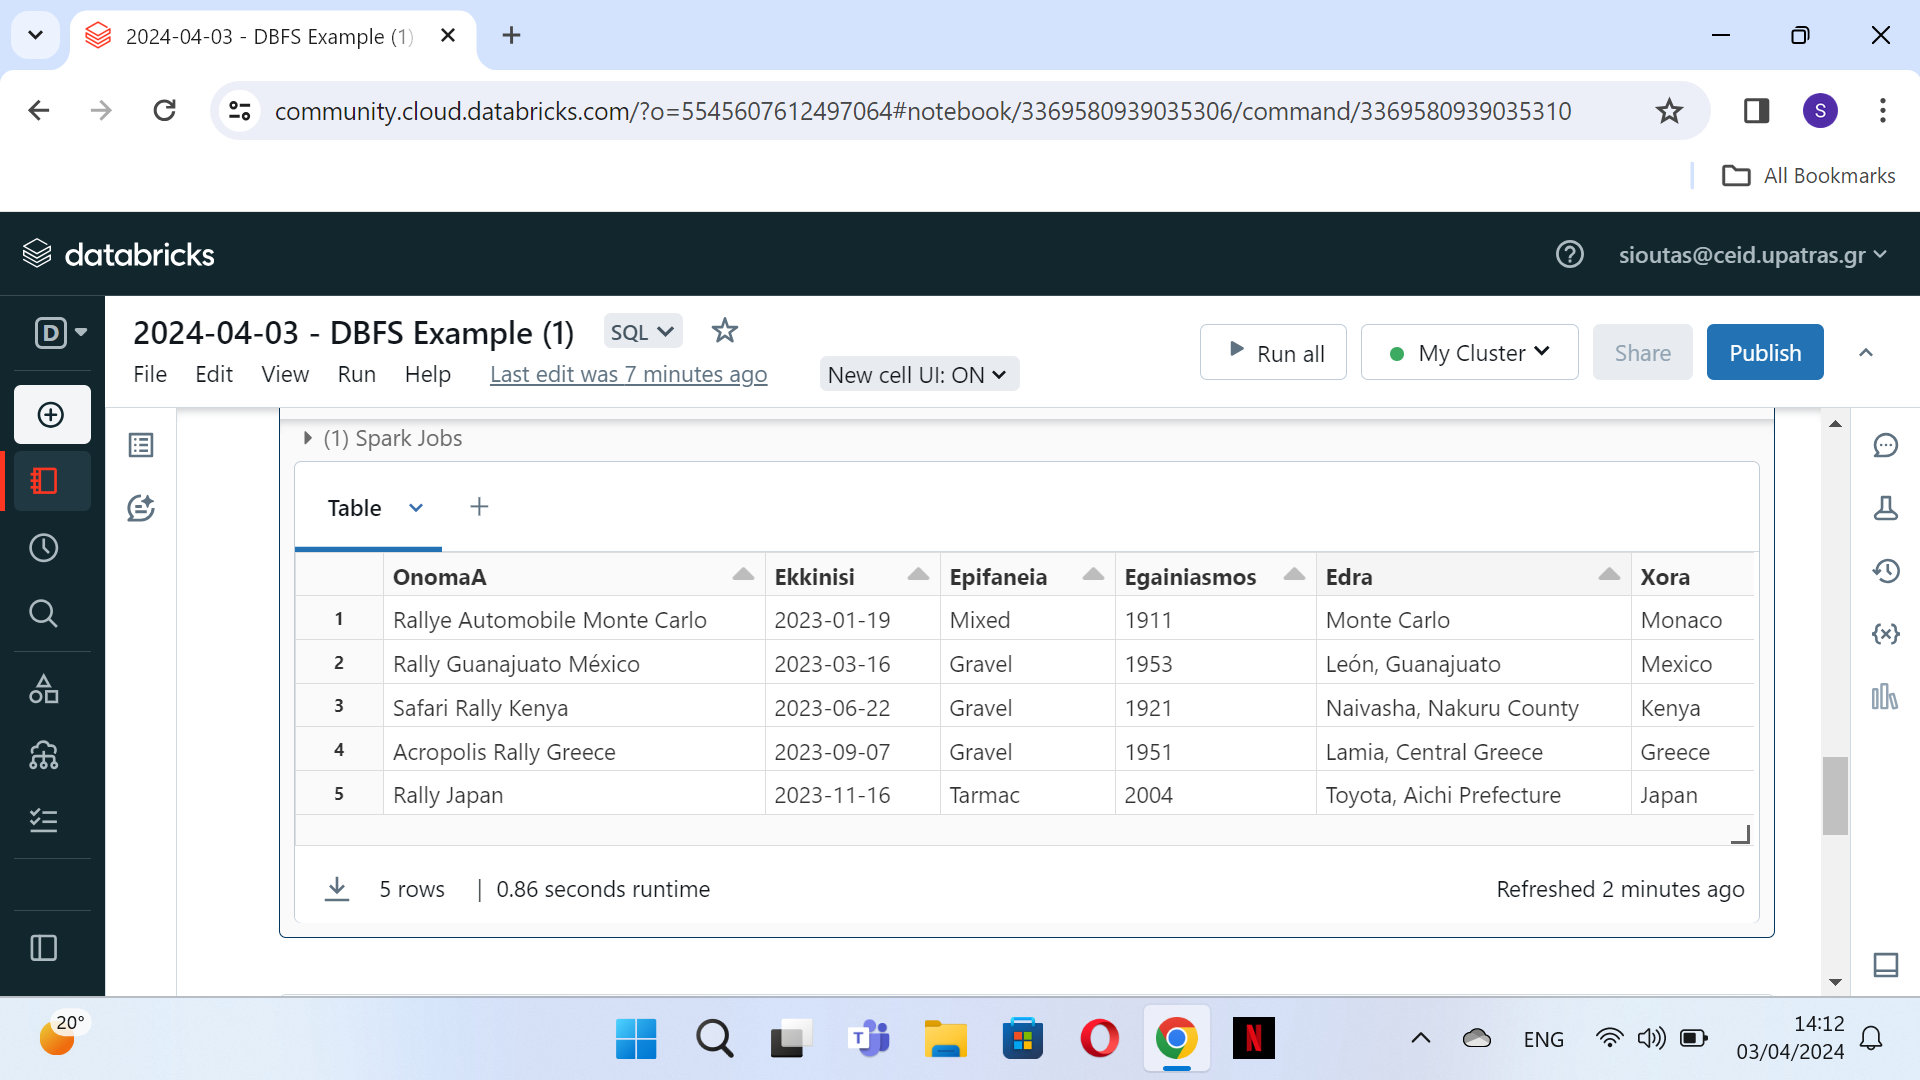 2024-04-03 - DBFS Example (1)
community.cloud.databricks.com/?o=5545607612497064#notebook/3369580939035306/command/3369580939035310
S
All Bookmarks
databricks
sioutas@ceid.upatras.gr
D
2024-04-03 - DBFS Example (1) SQL
Run all My Cluster Share Publish
File Edit View Run Help Last edit was 7 minutes ago New cell UI: ON
(1) Spark Jobs
Table
OnomaA Ekkinisi Epifaneia Egainiasmos Edra Xora
1 Rallye Automobile Monte Carlo 2023-01-19 Mixed 1911 Monte Carlo Monaco
2 Rally Guanajuato México 2023-03-16 Gravel 1953 León, Guanajuato Mexico
3 Safari Rally Kenya 2023-06-22 Gravel 1921 Naivasha, Nakuru County Kenya
4 Acropolis Rally Greece 2023-09-07 Gravel 1951 Lamia, Central Greece Greece
5 Rally Japan 2023-11-16 Tarmac 2004 Toyota, Aichi Prefecture Japan
5 rows | 0.86 seconds runtime Refreshed 2 minutes ago
20°
T
N
ENG
14:12
03/04/2024